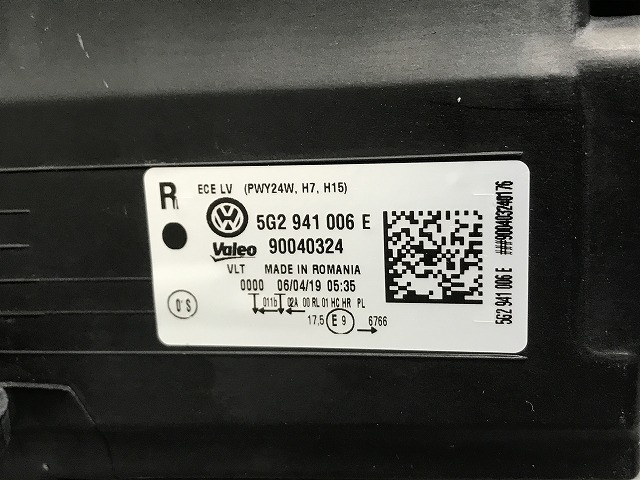 R ECE LV (PWY24W, H7, H15)
5G2 941 006 E
Valeo 90040324
VLT MADE IN ROMANIA
0000 06/04/19 05:35
011b 02A 00 RL 01 HC HR PL
17,5 E 9 6766
O.S
5G2 941 006 E ###900403240176